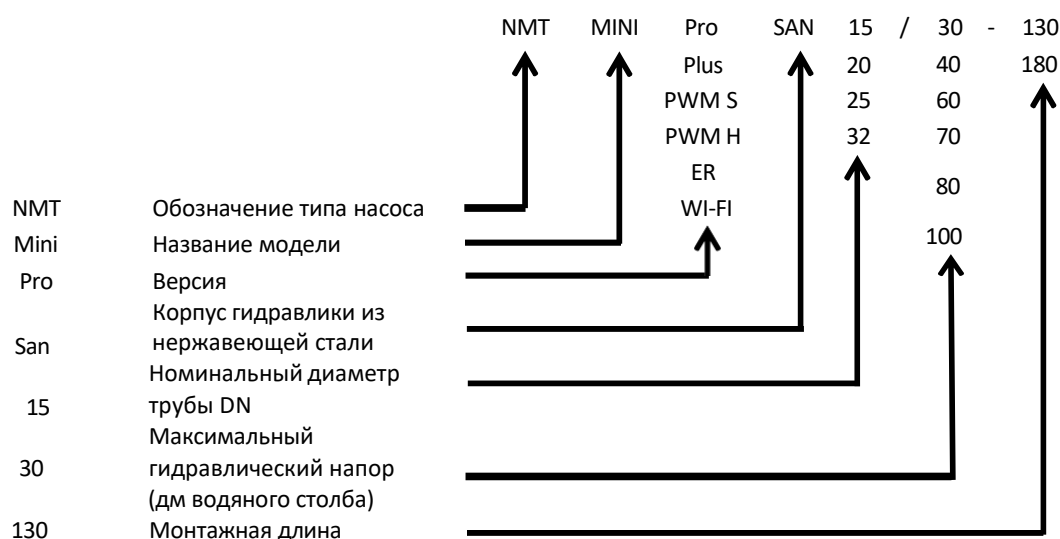 NMT MINI Pro SAN 15 / 30 - 130
Plus 20 40 180
PWM S 25 60
PWM H 32 70
ER
80
NMT Обозначение типа насоса WI-FI
Mini Название модели 100
Pro Версия
Корпус гидравлики из
San нержавеющей стали
Номинальный диаметр
15 трубы DN
Максимальный
30 гидравлический напор
(дм водяного столба)
130 Монтажная длина